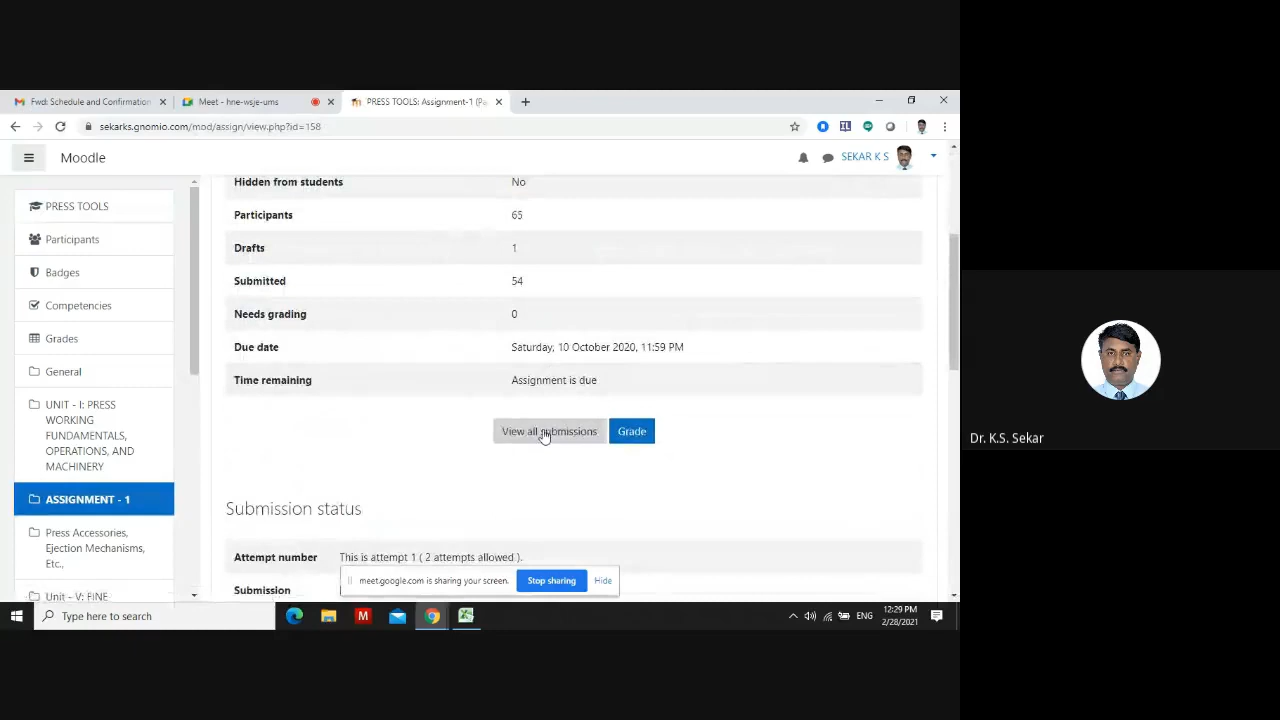 Fwd: Schedule and Confirmation
Meet - hne-wsje-ums
PRESS TOOLS: Assignment-1 (Pa
sekarks.gnomio.com/mod/assign/view.php?id=158
Moodle
SEKAR K S
PRESS TOOLS
Participants
Badges
Competencies
Grades
General
UNIT - I: PRESS
WORKING
FUNDAMENTALS,
OPERATIONS, AND
MACHINERY
ASSIGNMENT - 1
Press Accessories,
Ejection Mechanisms,
Etc.,
Unit - V: FINE
Hidden from students No
Participants 65
Drafts 1
Submitted 54
Needs grading 0
Due date Saturday, 10 October 2020, 11:59 PM
Time remaining Assignment is due
View all submissions Grade
Submission status
Attempt number This is attempt 1 ( 2 attempts allowed ).
Submission
meet.google.com is sharing your screen. Stop sharing Hide
Type here to search
ENG
12:29 PM
2/28/2021
Dr. K.S. Sekar